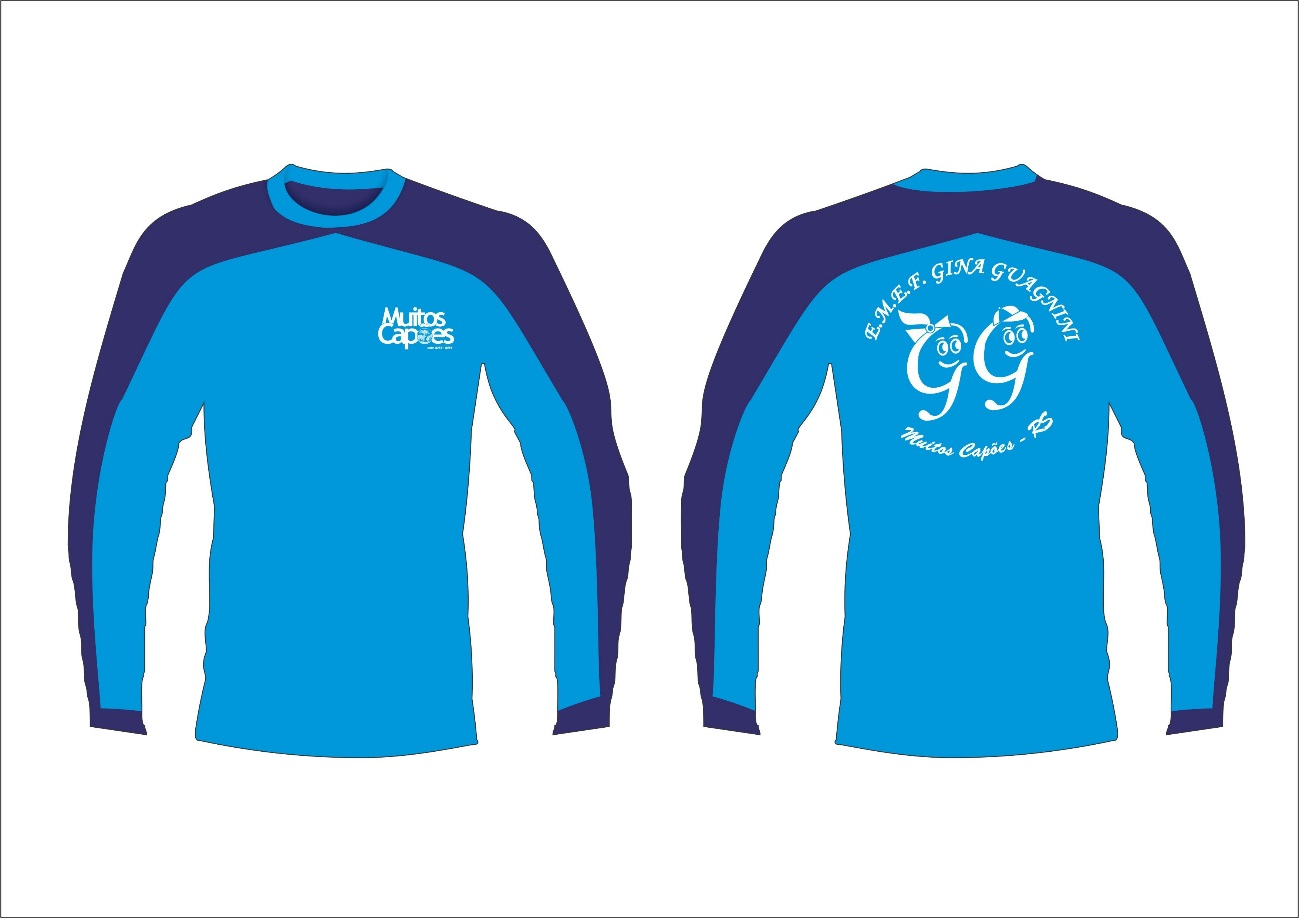 Muitos
Capões
E.M.E.F. GINA GUAGNINI
GG
Muitos Capões - RS